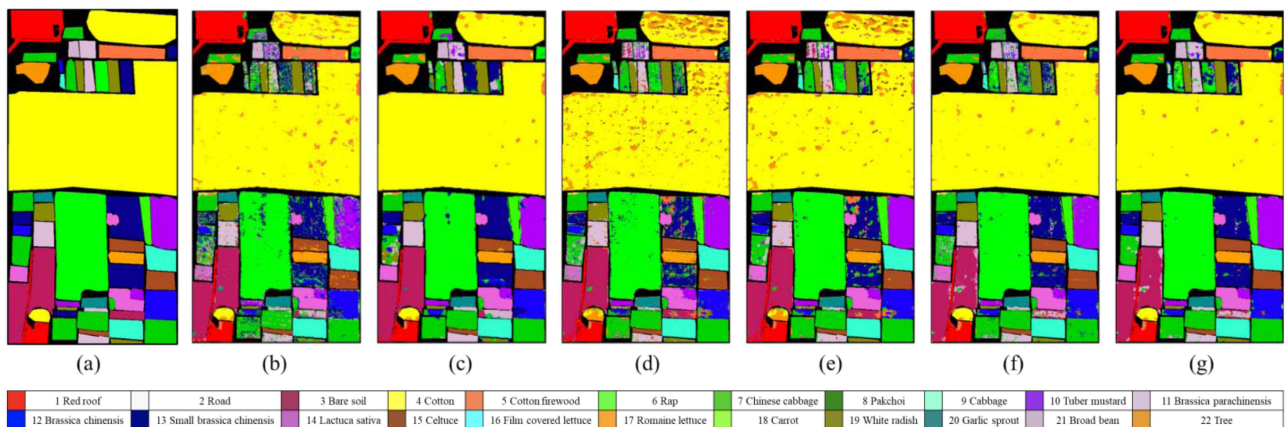 (a) (b) (c) (d) (e) (f) (g)
1 Red roof 2 Road 3 Bare soil 4 Cotton 5 Cotton firewood 6 Rap 7 Chinese cabbage 8 Pakchoi 9 Cabbage 10 Tuber mustard 11 Brassica parachinensis
12 Brassica chinensis 13 Small brassica chinensis 14 Lactuca sativa 15 Celtuce 16 Film covered lettuce 17 Romaine lettuce 18 Carrot 19 White radish 20 Garlic sprout 21 Broad bean 22 Tree